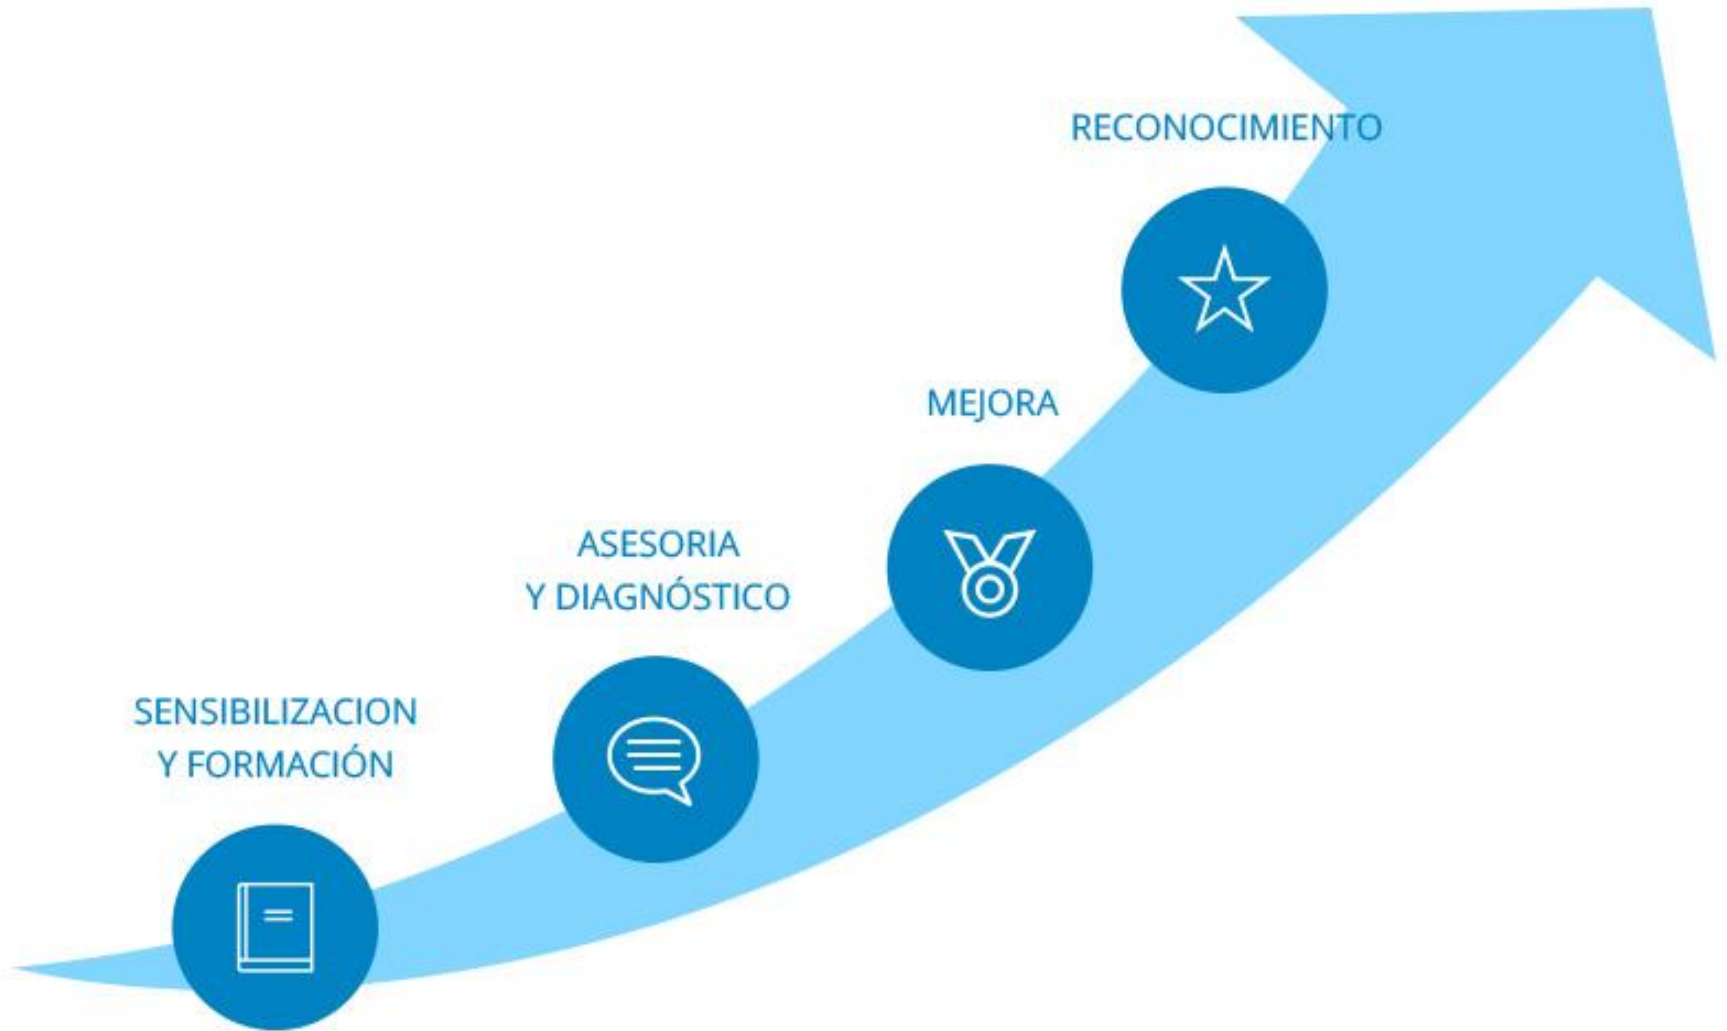 RECONOCIMIENTO
MEJORA
ASESORIA
Y DIAGNÓSTICO
SENSIBILIZACION
Y FORMACIÓN